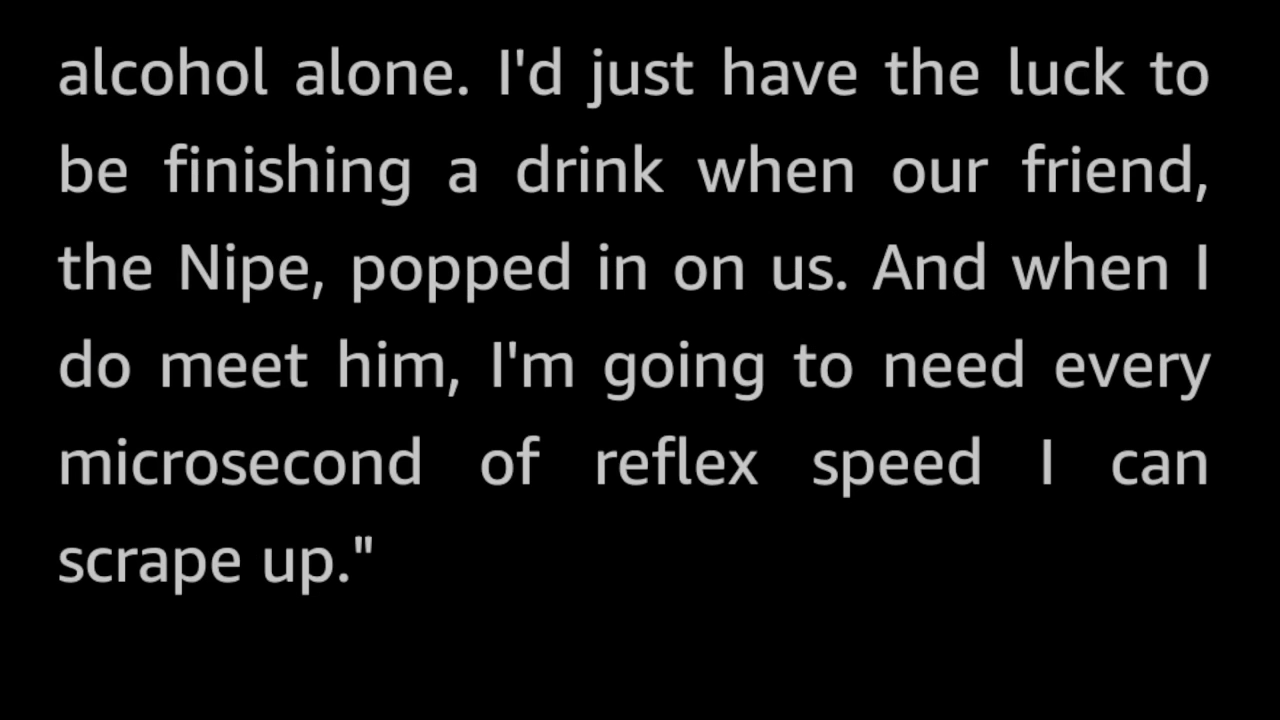 alcohol alone. I'd just have the luck to
be finishing a drink when our friend,
the Nipe, popped in on us. And when I
do meet him, I'm going to need every
microsecond of reflex speed I can
scrape up."